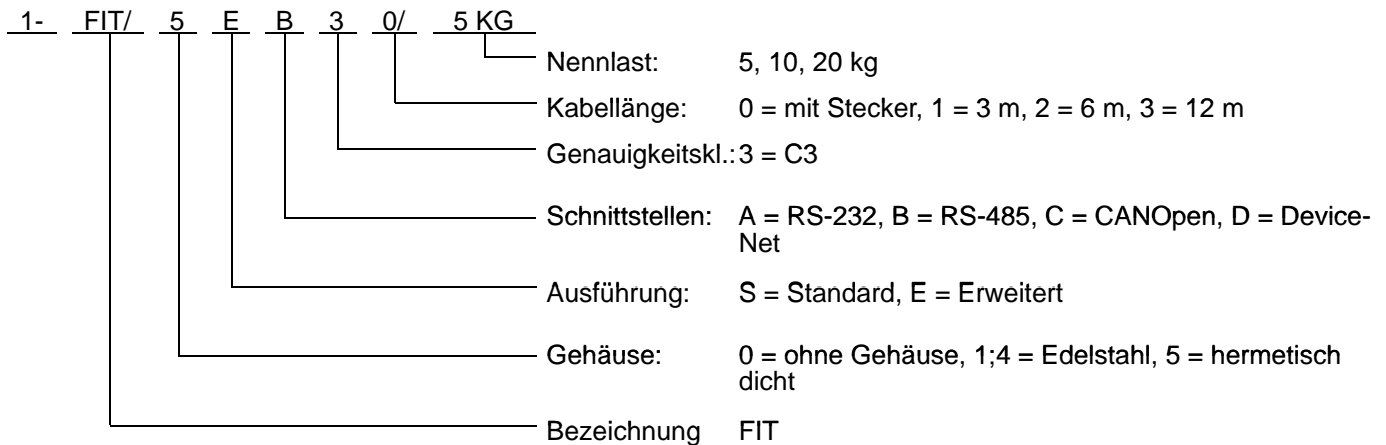 1- FIT/ 5 E B 3 0/ 5 KG
Nennlast: 5, 10, 20 kg
Kabellänge: 0 = mit Stecker, 1 = 3 m, 2 = 6 m, 3 = 12 m
Genauigkeitskl.: 3 = C3
Schnittstellen: A = RS-232, B = RS-485, C = CANOpen, D = Device-
Net
Ausführung: S = Standard, E = Erweitert
Gehäuse: 0 = ohne Gehäuse, 1;4 = Edelstahl, 5 = hermetisch
dicht
Bezeichnung FIT